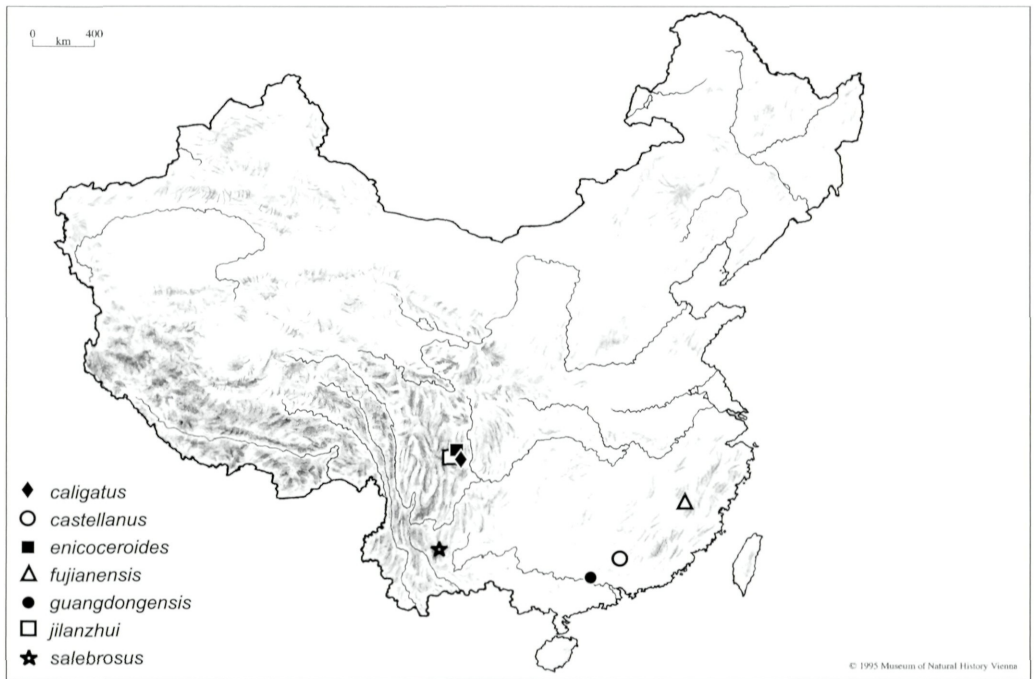 0 400
km
caligatus
castellanus
enicoceroides
fujianensis
guangdongensis
jilanzhui
salebrosus
© 1995 Museum of Natural History Vienna